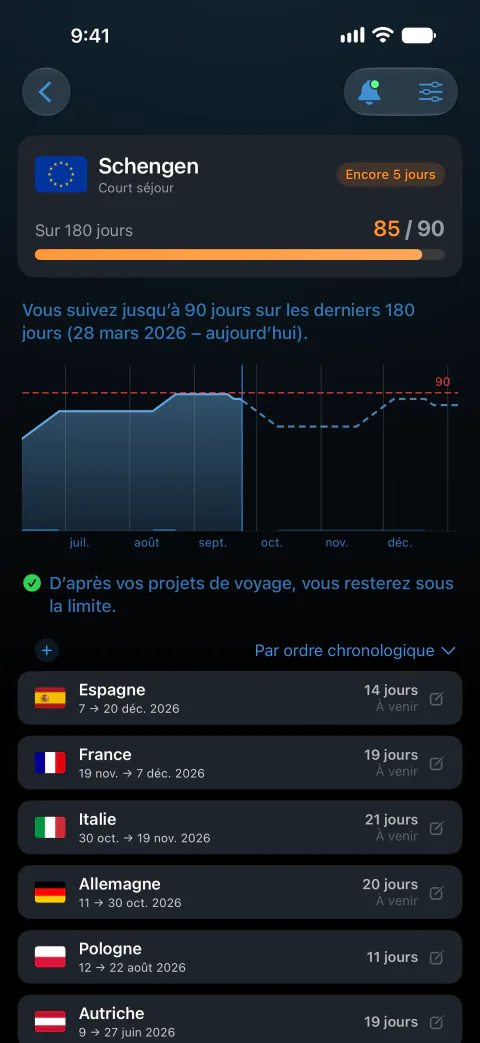 9:41
Schengen
Court séjour
Encore 5 jours
Sur 180 jours
85 / 90
Vous suivez jusqu’à 90 jours sur les derniers 180
jours (28 mars 2026 – aujourd’hui).
90
juil. août sept. oct. nov. déc.
D’après vos projets de voyage, vous resterez sous
la limite.
+
Par ordre chronologique
Espagne
7 → 20 déc. 2026
14 jours
À venir
France
19 nov. → 7 déc. 2026
19 jours
À venir
Italie
30 oct. → 19 nov. 2026
21 jours
À venir
Allemagne
11 → 30 oct. 2026
20 jours
À venir
Pologne
12 → 22 août 2026
11 jours
Autriche
9 → 27 juin 2026
19 jours